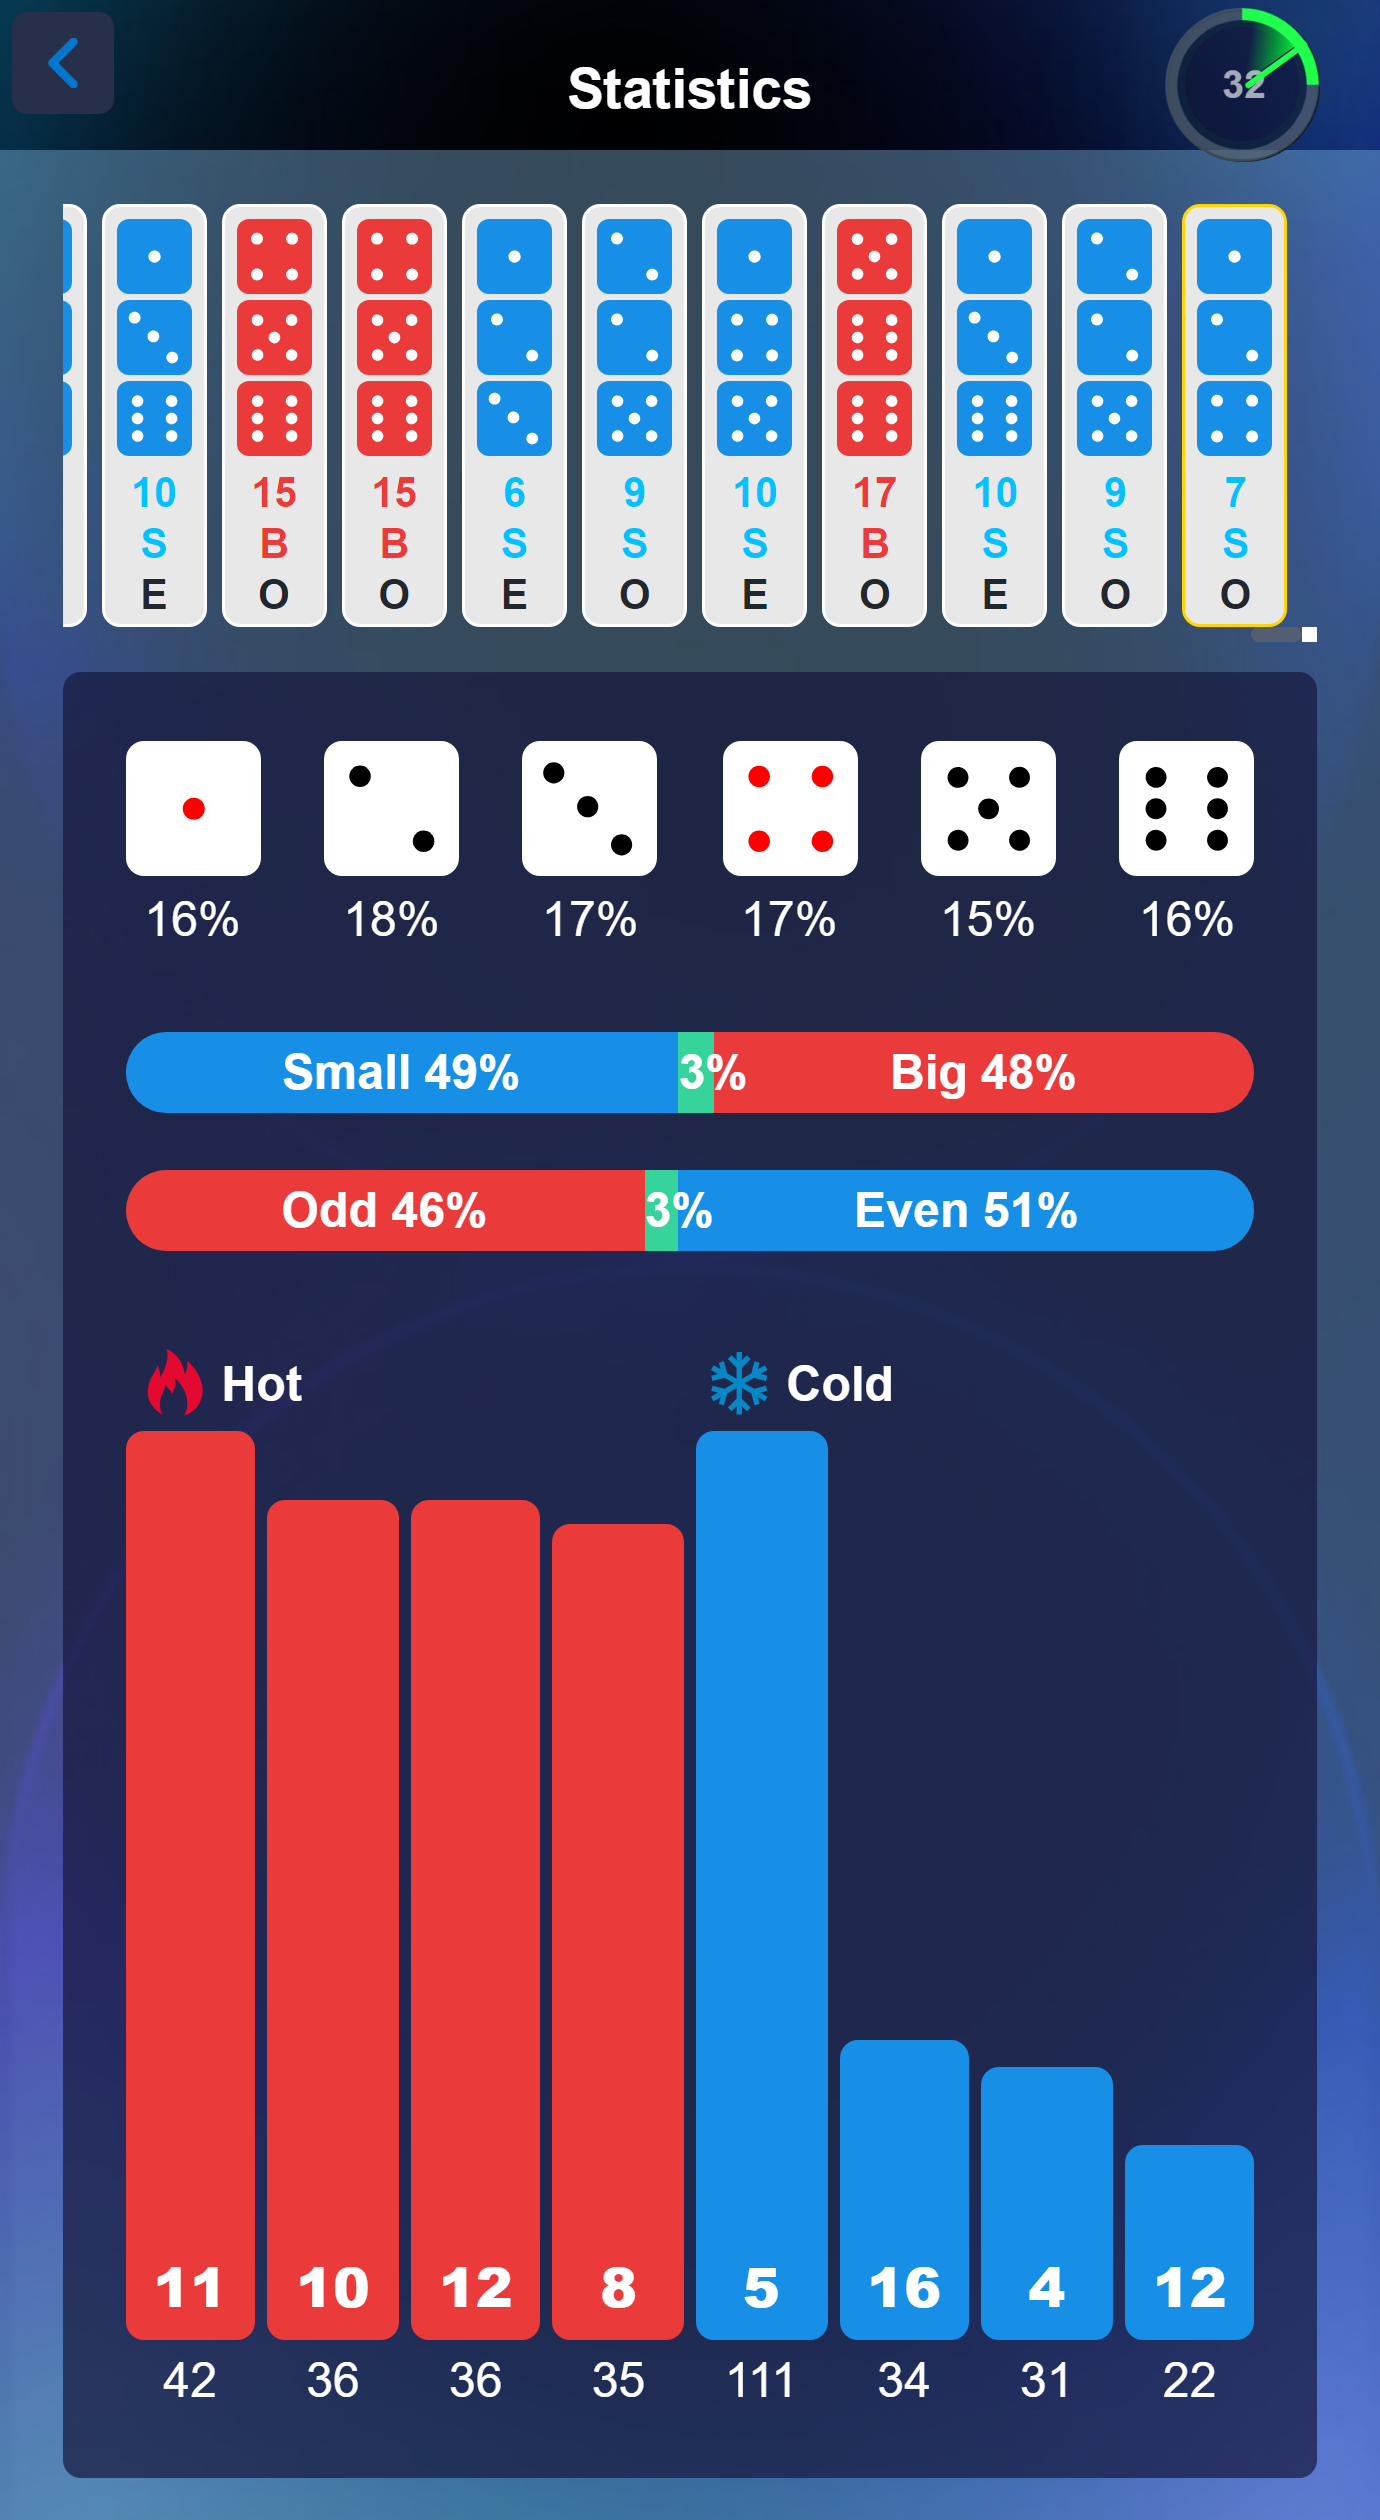 Statistics
32
10 15 15 6 9 10 17 10 9 7
S B B S S S B S S S
E O O E O E O E O O
16% 18% 17% 17% 15% 16%
Small 49% 3% Big 48%
Odd 46% 3% Even 51%
Hot Cold
11 10 12 8 5 16 4 12
42 36 36 35 111 34 31 22